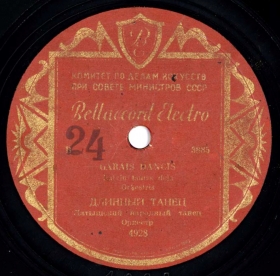 КОМИТЕТ ПО ДЕЛАМ ИСКУССТВ
ПРИ СОВЕТЕ МИНИСТРОВ СССР
Bellaccord Electro
24
GARAIS DANCIS
Orķestris
ДЛИННЫЙ ТАНЕЦ
Латышский народный танец
Оркестр
4928